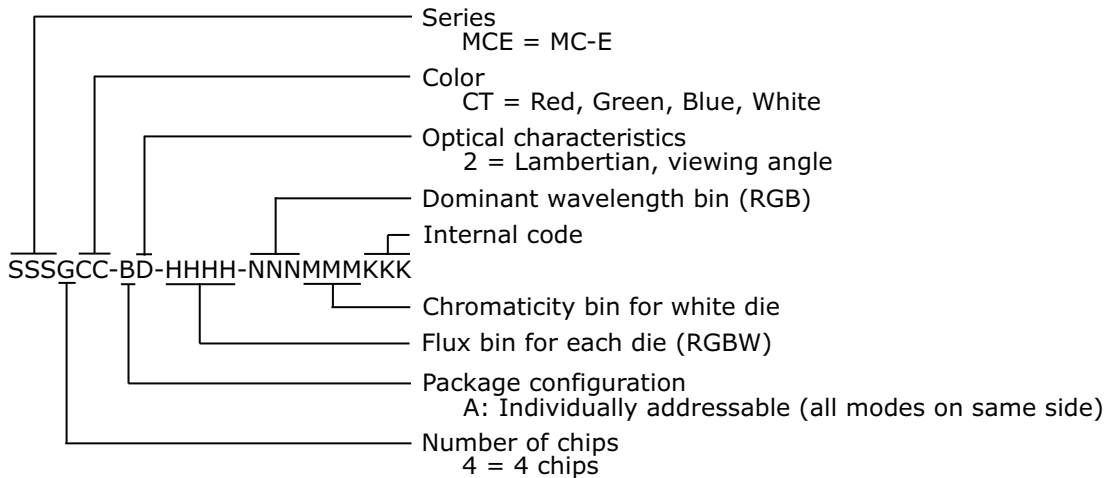 Series
MCE = MC-E
Color
CT = Red, Green, Blue, White
Optical characteristics
2 = Lambertian, viewing angle
Dominant wavelength bin (RGB)
Internal code
SSSGCC-BD-HHHH-NNNMMMKKK
Chromaticity bin for white die
Flux bin for each die (RGBW)
Package configuration
A: Individually addressable (all modes on same side)
Number of chips
4 = 4 chips